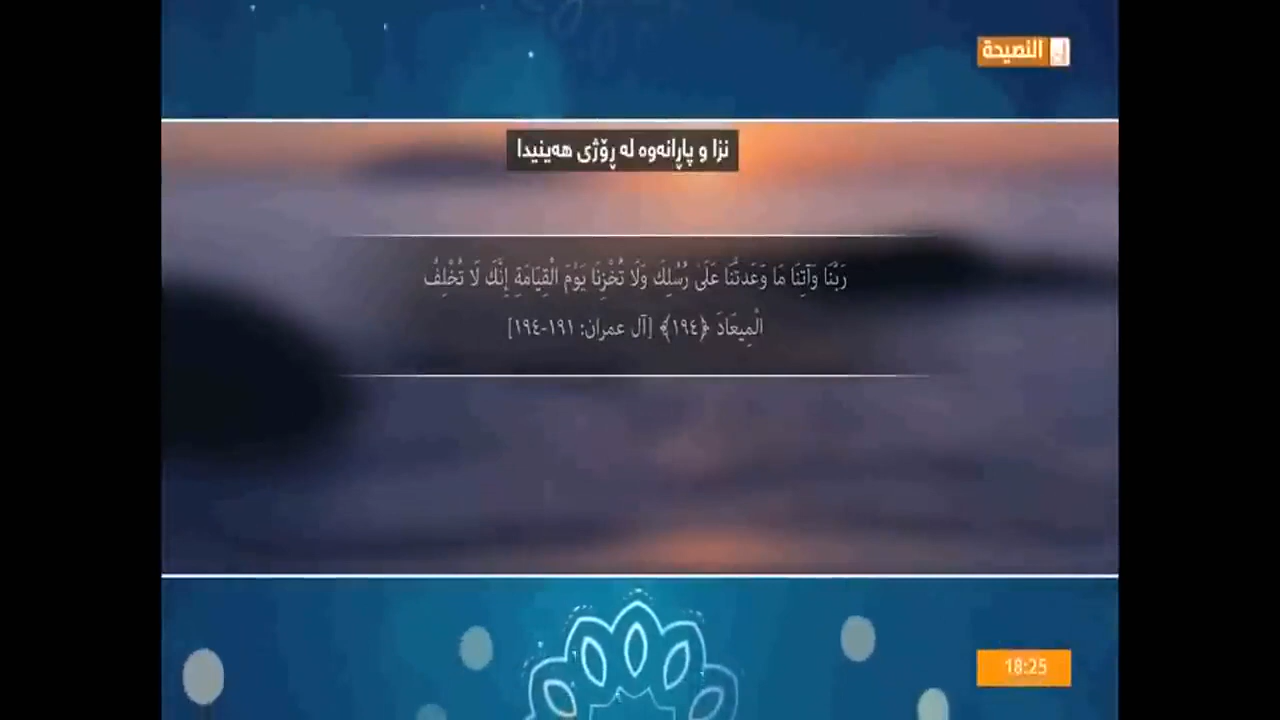 النصيحة
نزا و پاڕانەوە لە ڕۆژی هەینیدا
رَبَّنَا وَآتِنَا مَا وَعَدتَّنَا عَلَىٰ رُسُلِكَ وَلَا تُخْزِنَا يَوْمَ الْقِيَامَةِ إِنَّكَ لَا تُخْلِفُ
الْمِيعَادَ ﴿١٩٤﴾ [آل عمران: ١٩١-١٩٤]
18:25